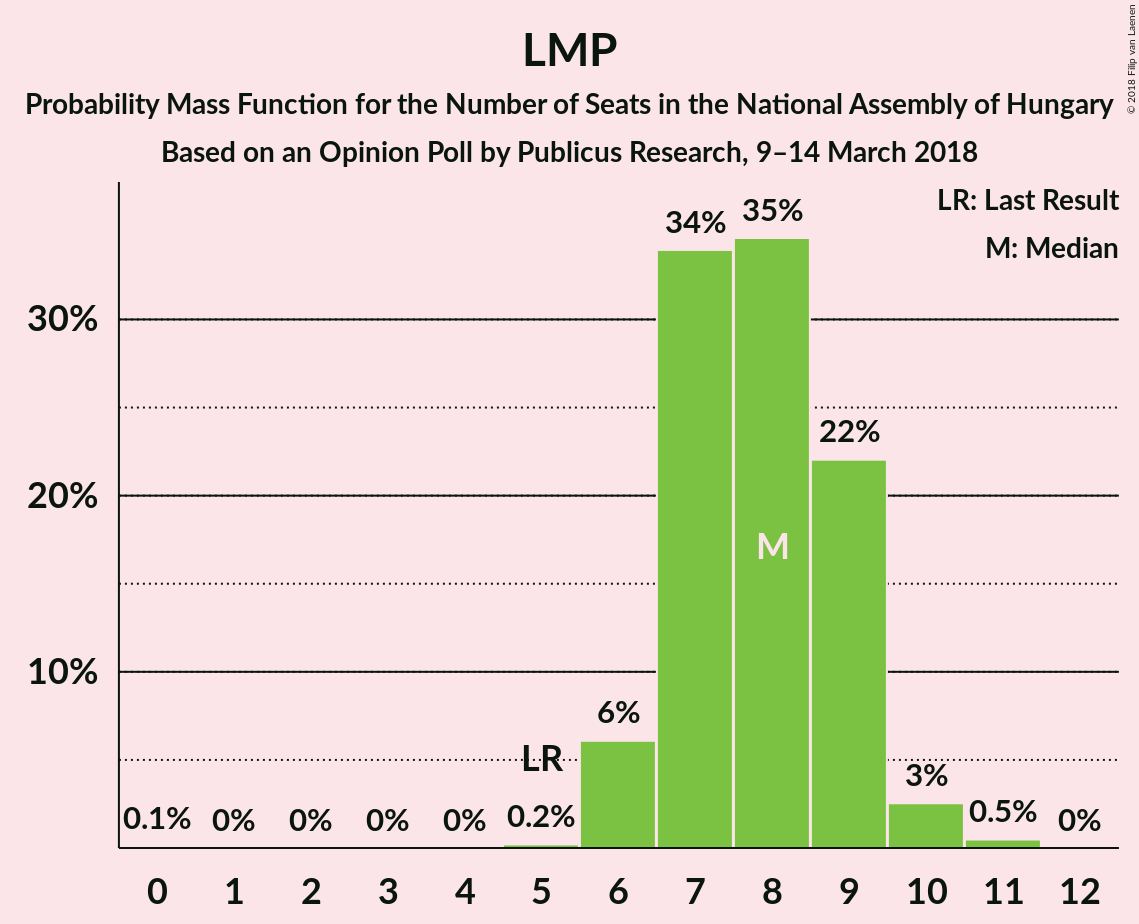 LMP
Probability Mass Function for the Number of Seats in the National Assembly of Hungary
Based on an Opinion Poll by Publicus Research, 9–14 March 2018
© 2018 Filip van Laenen
LR: Last Result
M: Median
30%
20%
10%
0.1%
0%
0%
0%
0%
0.2%
LR
6%
34%
35%
M
22%
3%
0.5%
0%
0 1 2 3 4 5 6 7 8 9 10 11 12